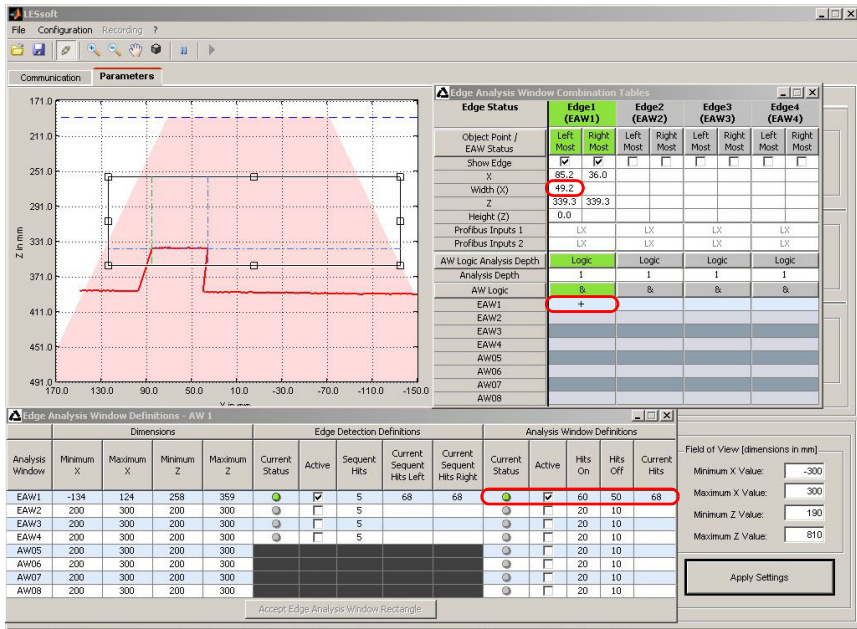 LESsoft
File Configuration Recording ?
Communication Parameters
171.0
211.0
251.0
291.0
331.0
371.0
411.0
451.0
491.0
Z in mm
170.0 130.0 90.0 50.0 10.0 -30.0 -70.0 -110.0 -150.0
Edge Analysis Window Combination Tables
Edge Status Edge1 (EAW1) Edge2 (EAW2) Edge3 (EAW3) Edge4 (EAW4)
Object Point / EAW Status Left Most Right Most Left Most Right Most Left Most Right Most Left Most Right Most
Show Edge
X 85.2 36.0
Width (X) 49.2
Z 339.3 339.3
Height (Z) 0.0
Profibus Inputs 1 LX LX LX LX
Profibus Inputs 2 LX LX LX LX
AW Logic Analysis Depth Logic Logic Logic Logic
Analysis Depth 1 1 1 1
AW Logic & & & &
EAW1 +
EAW2
EAW3
EAW4
AW05
AW06
AW07
AW08
Edge Analysis Window Definitions - AW 1
Dimensions Edge Detection Definitions Analysis Window Definitions
Analysis Window Minimum X Maximum X Minimum Z Maximum Z Current Status Active Sequent Hits Current Sequent Hits Left Current Sequent Hits Right Current Status Active Hits On Hits Off Current Hits
EAW1 -134 124 258 359 5 68 68 60 50 68
EAW2 200 300 200 300 5 20 10
EAW3 200 300 200 300 5 20 10
EAW4 200 300 200 300 5 20 10
AW05 200 300 200 300 20 10
AW06 200 300 200 300 20 10
AW07 200 300 200 300 20 10
AW08 200 300 200 300 20 10
Accept Edge Analysis Window Rectangle
Field of View [dimensions in mm]
Minimum X Value: -300
Maximum X Value: 300
Minimum Z Value: 190
Maximum Z Value: 810
Apply Settings